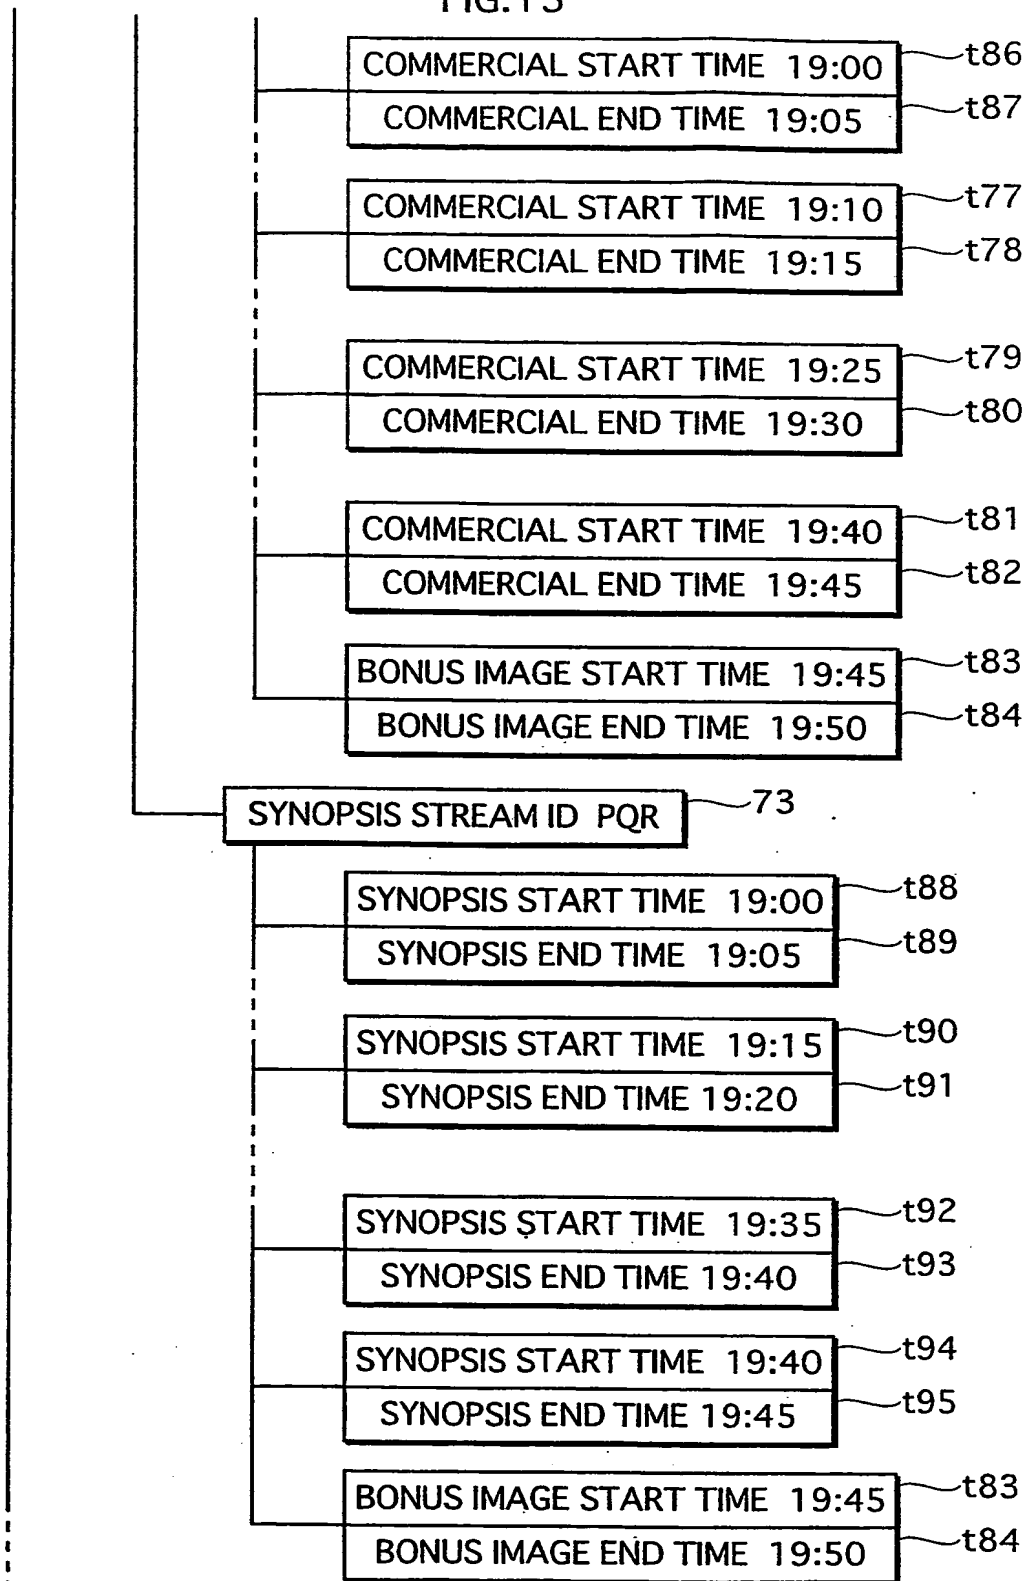 FIG.13
COMMERCIAL START TIME 19:00 t86
COMMERCIAL END TIME 19:05 t87
COMMERCIAL START TIME 19:10 t77
COMMERCIAL END TIME 19:15 t78
COMMERCIAL START TIME 19:25 t79
COMMERCIAL END TIME 19:30 t80
COMMERCIAL START TIME 19:40 t81
COMMERCIAL END TIME 19:45 t82
BONUS IMAGE START TIME 19:45 t83
BONUS IMAGE END TIME 19:50 t84
SYNOPSIS STREAM ID PQR 73
SYNOPSIS START TIME 19:00 t88
SYNOPSIS END TIME 19:05 t89
SYNOPSIS START TIME 19:15 t90
SYNOPSIS END TIME 19:20 t91
SYNOPSIS START TIME 19:35 t92
SYNOPSIS END TIME 19:40 t93
SYNOPSIS START TIME 19:40 t94
SYNOPSIS END TIME 19:45 t95
BONUS IMAGE START TIME 19:45 t83
BONUS IMAGE END TIME 19:50 t84